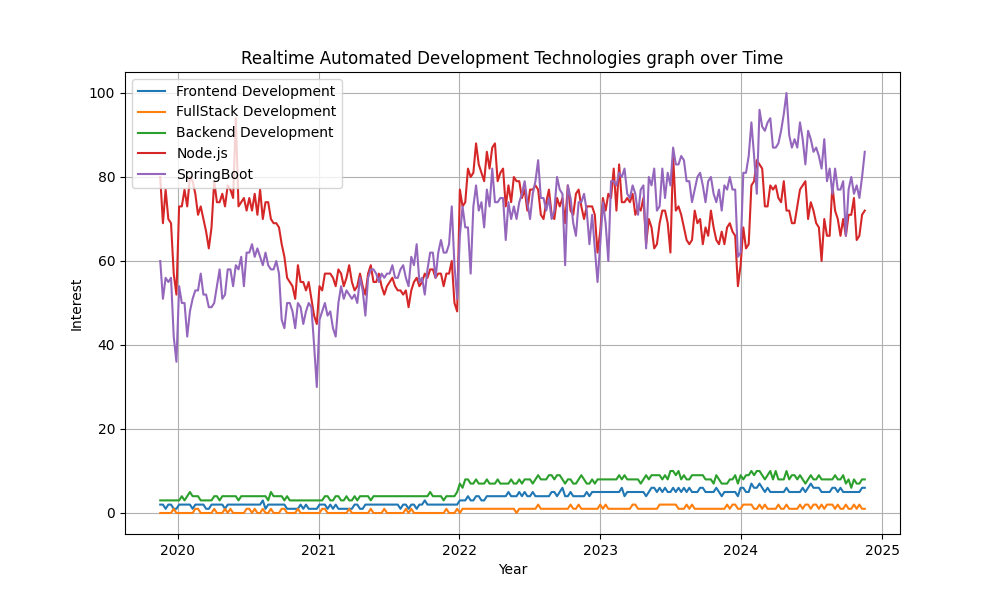 Realtime Automated Development Technologies graph over Time
Frontend Development
FullStack Development
Backend Development
Node.js
SpringBoot
100
80
60
40
20
0
Interest
2020 2021 2022 2023 2024 2025
Year